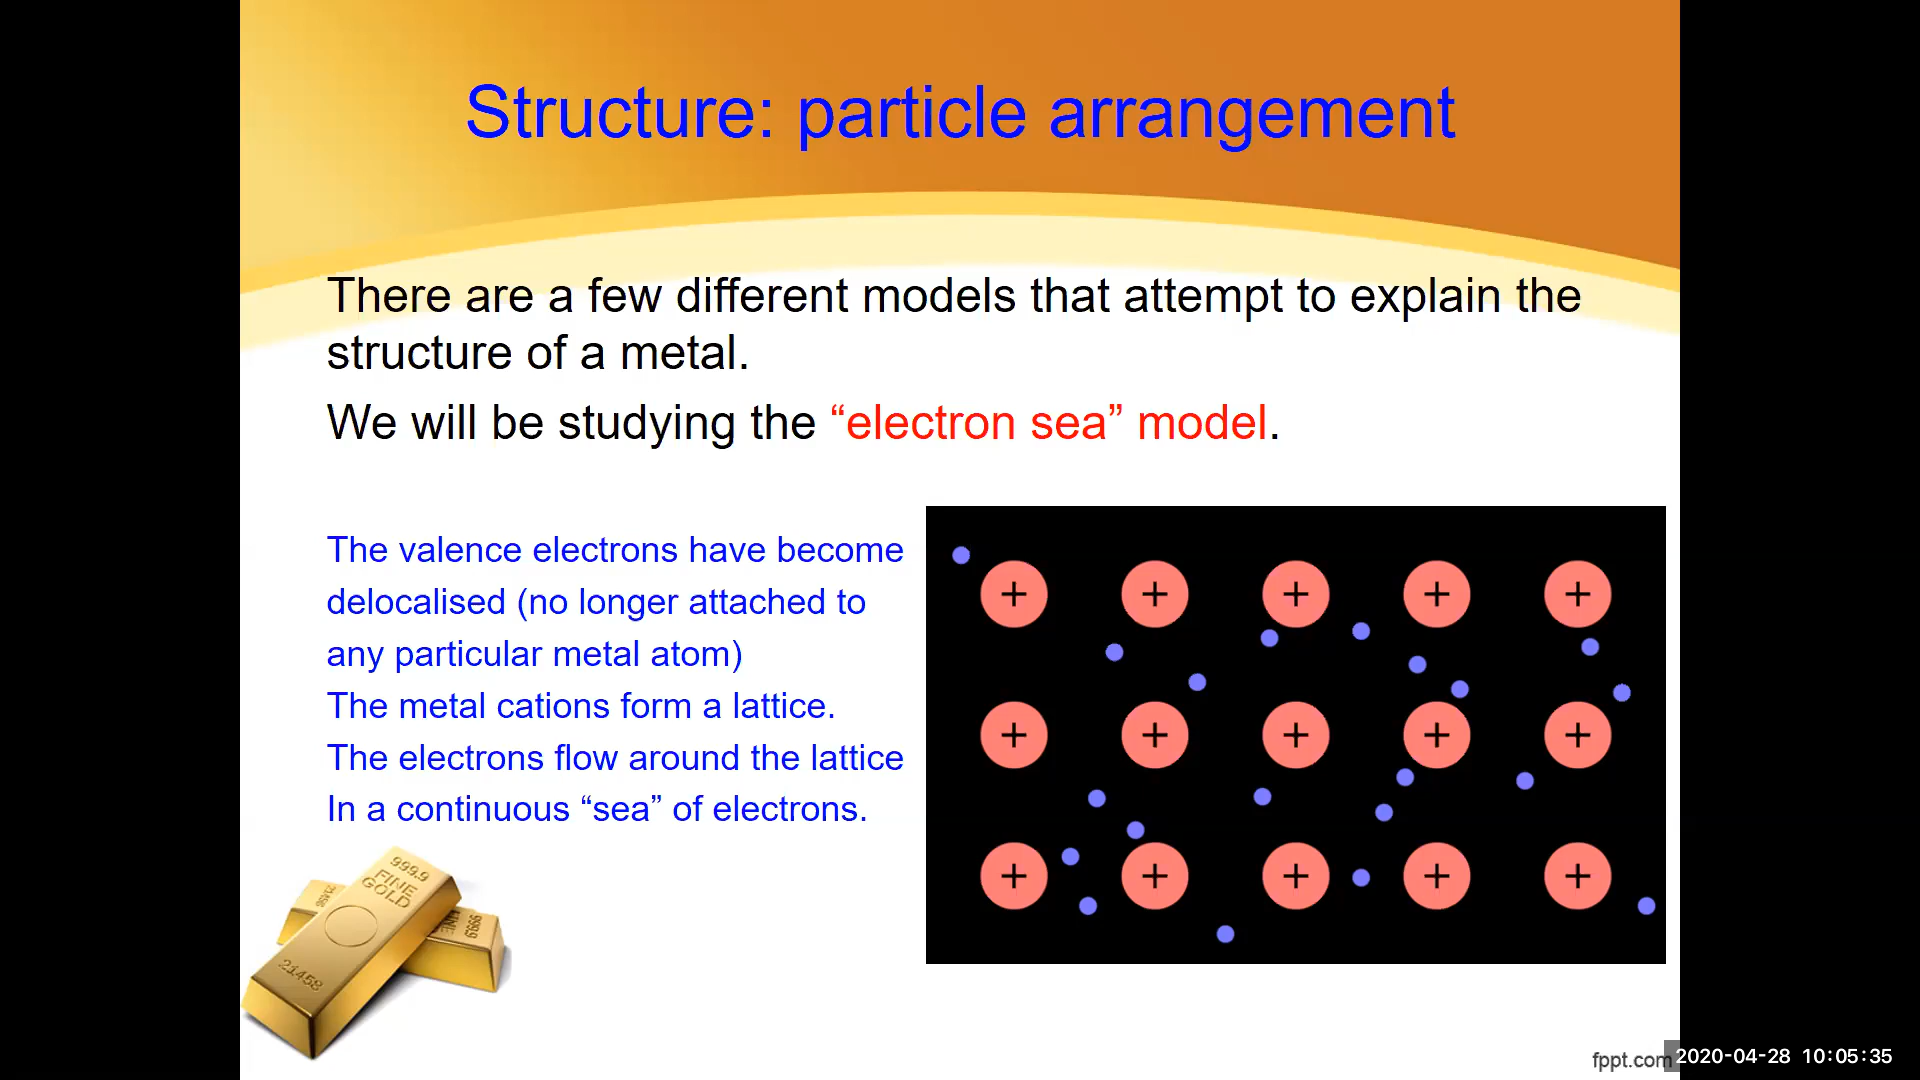 Structure: particle arrangement
There are a few different models that attempt to explain the
structure of a metal.
We will be studying the “electron sea” model.
The valence electrons have become
delocalised (no longer attached to
any particular metal atom)
The metal cations form a lattice.
The electrons flow around the lattice
In a continuous “sea” of electrons.
+ + + + +
+ + + + +
+ + + + +
999.9
FINE
GOLD
21458
fppt.com
2020-04-28 10:05:35